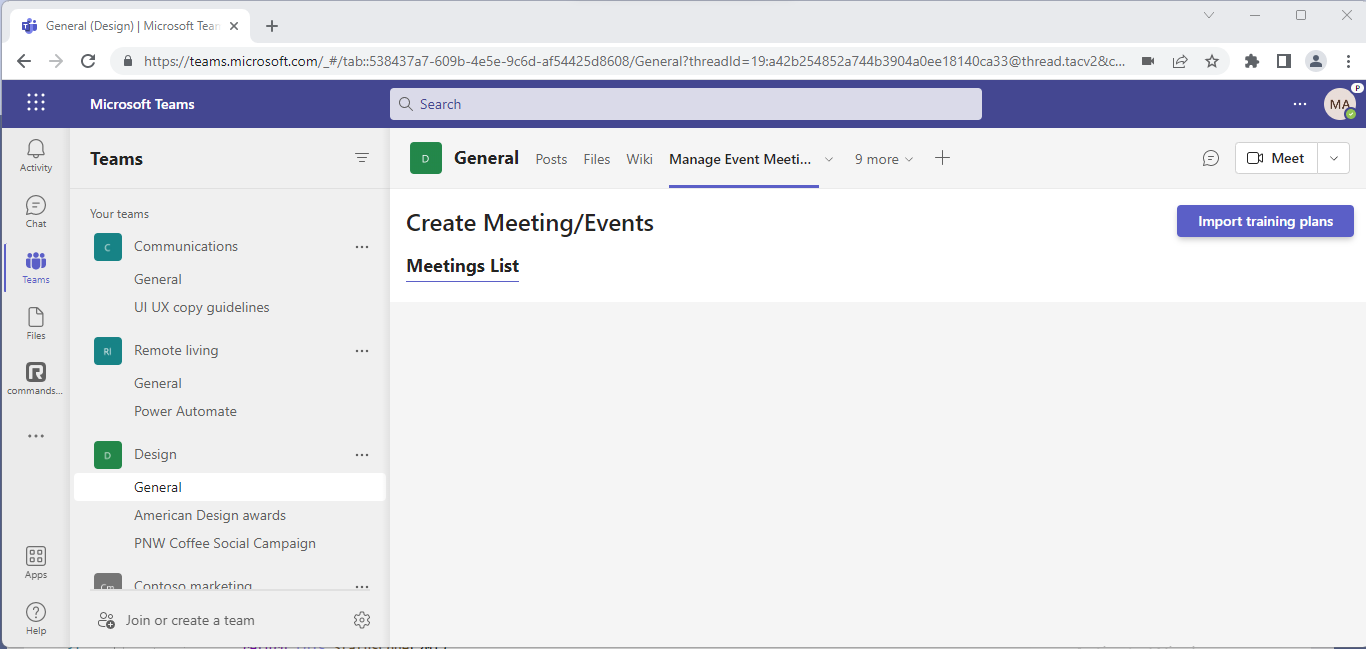 General (Design) | Microsoft Tean
https://teams.microsoft.com/_#/tab::538437a7-609b-4e5e-9c6d-af54425d8608/General?threadId=19:a42b254852a744b3904a0ee18140ca33@thread.tacv2&c...
Microsoft Teams
Search
MA
P
Activity
Chat
Teams
Files
commands...
Apps
Help
Teams
Your teams
C Communications
General
UI UX copy guidelines
Rl Remote living
General
Power Automate
D Design
General
American Design awards
PNW Coffee Social Campaign
Cm Contoso marketing
Join or create a team
D General Posts Files Wiki Manage Event Meeti... 9 more
Meet
Create Meeting/Events
Import training plans
Meetings List